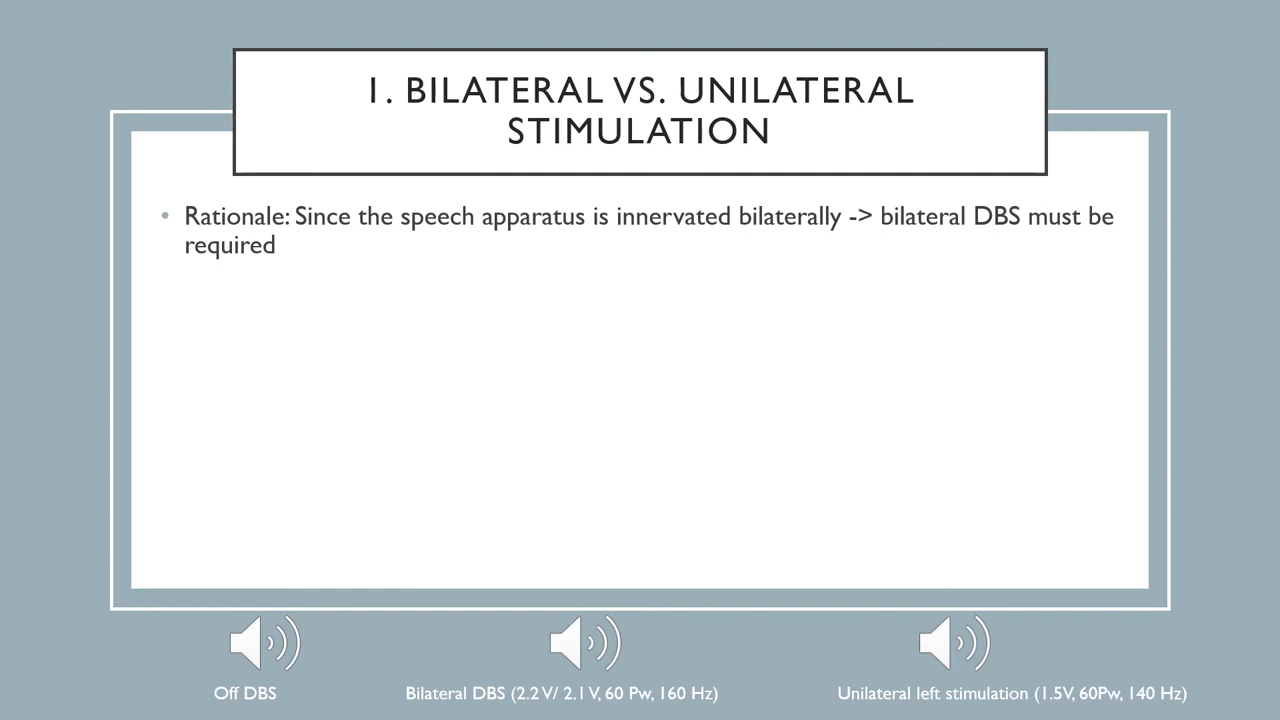 1. BILATERAL VS. UNILATERAL
STIMULATION
• Rationale: Since the speech apparatus is innervated bilaterally -> bilateral DBS must be
required
Off DBS
Bilateral DBS (2.2 V/ 2.1 V, 60 Pw, 160 Hz)
Unilateral left stimulation (1.5V, 60Pw, 140 Hz)